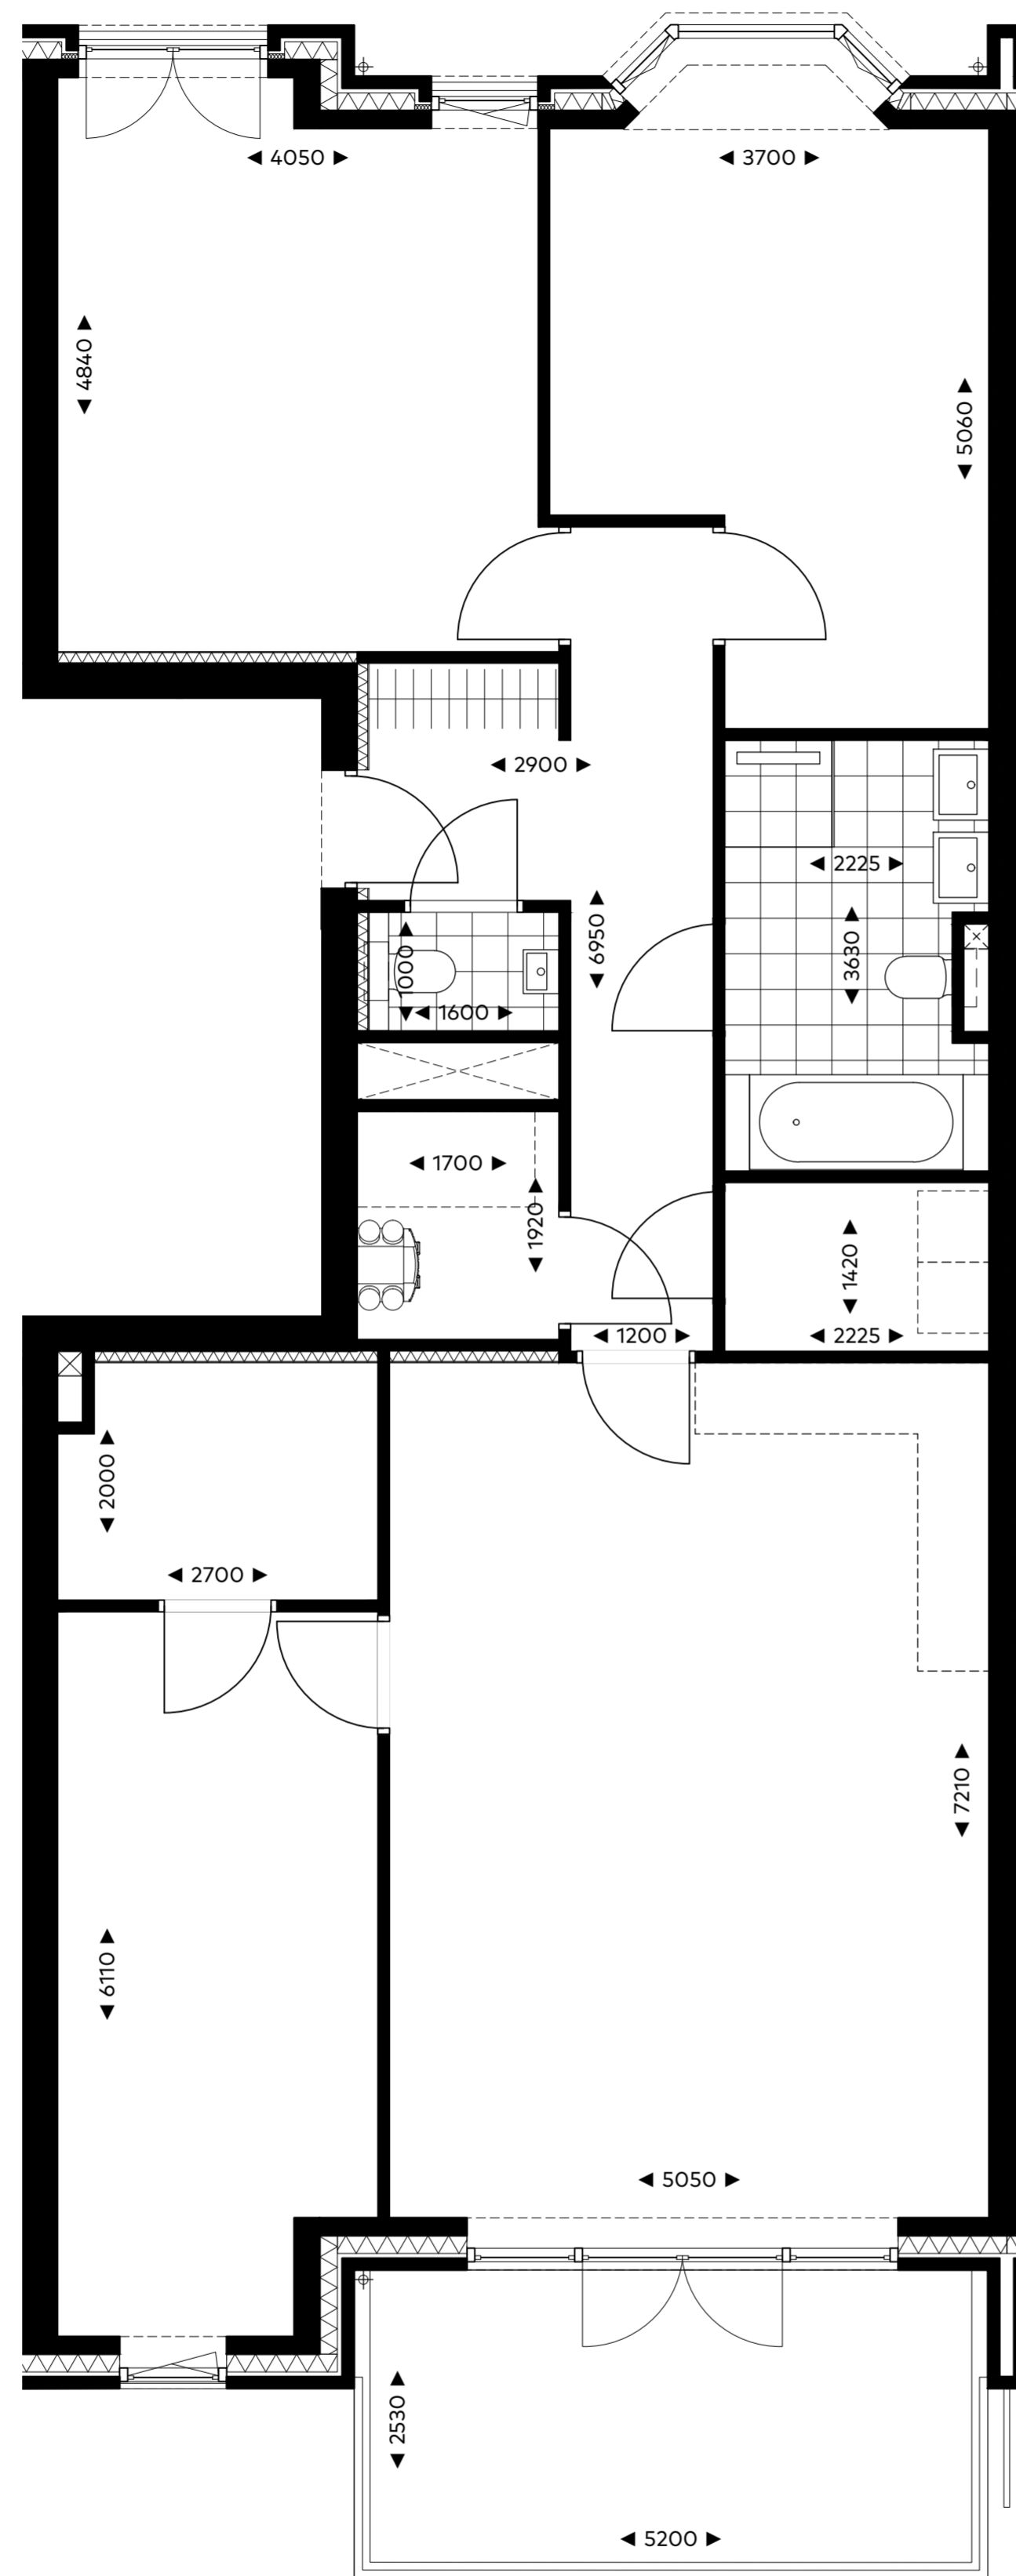 ◄ 4050 ►
◄ 3700 ►
◄ 4840 ►
◄ 5060 ►
◄ 2900 ►
◄ 2225 ►
◄ 6950 ►
◄ 3630 ►
◄ 1000 ►
◄ 1600 ►
◄ 1700 ►
◄ 1920 ►
◄ 1420 ►
◄ 1200 ►
◄ 2225 ►
◄ 2000 ►
◄ 2700 ►
◄ 7210 ►
◄ 6110 ►
◄ 5050 ►
◄ 2530 ►
◄ 5200 ►